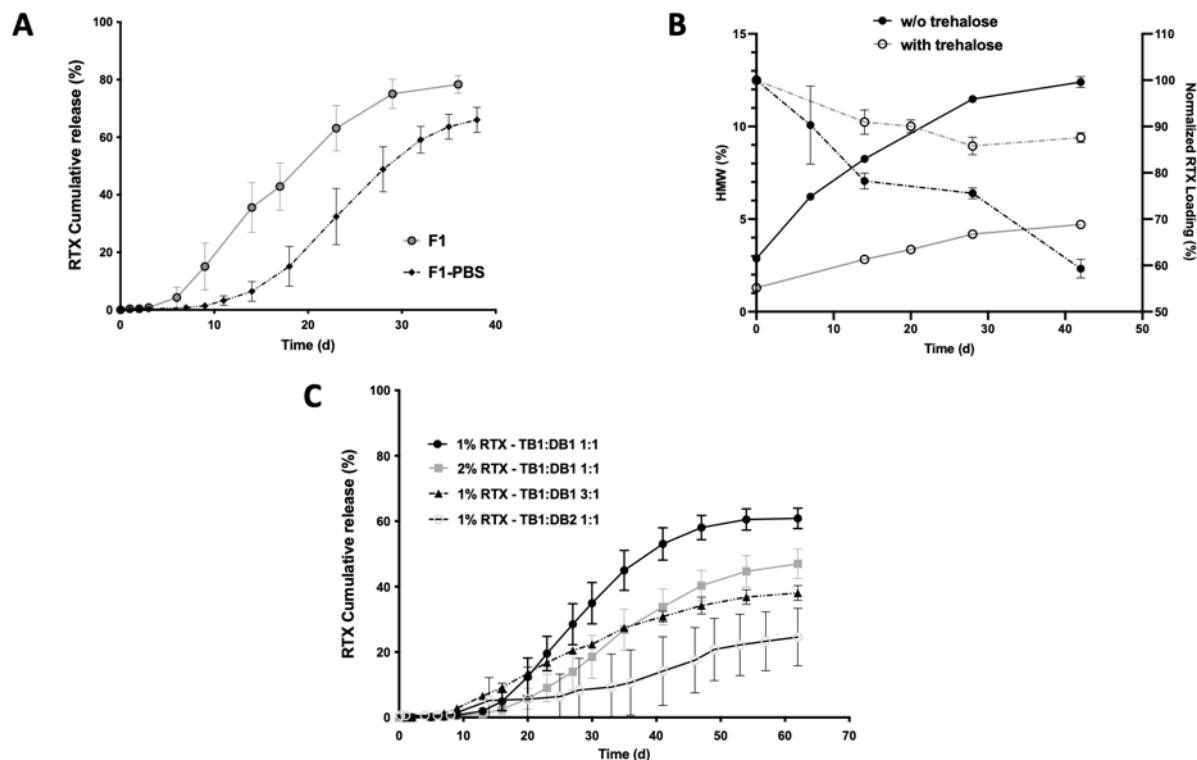 A
RTX Cumulative release (%)
100
80
60
40
20
0
0 10 20 30 40
Time (d)
F1
F1-PBS
B
w/o trehalose
with trehalose
HMW (%)
15
10
5
0
0 10 20 30 40 50
Time (d)
110
100
90
80
70
60
50
Normalized RTX Loading (%)
C
RTX Cumulative release (%)
100
80
60
40
20
0
1% RTX - TB1:DB1 1:1
2% RTX - TB1:DB1 1:1
1% RTX - TB1:DB1 3:1
1% RTX - TB1:DB2 1:1
0 10 20 30 40 50 60 70
Time (d)